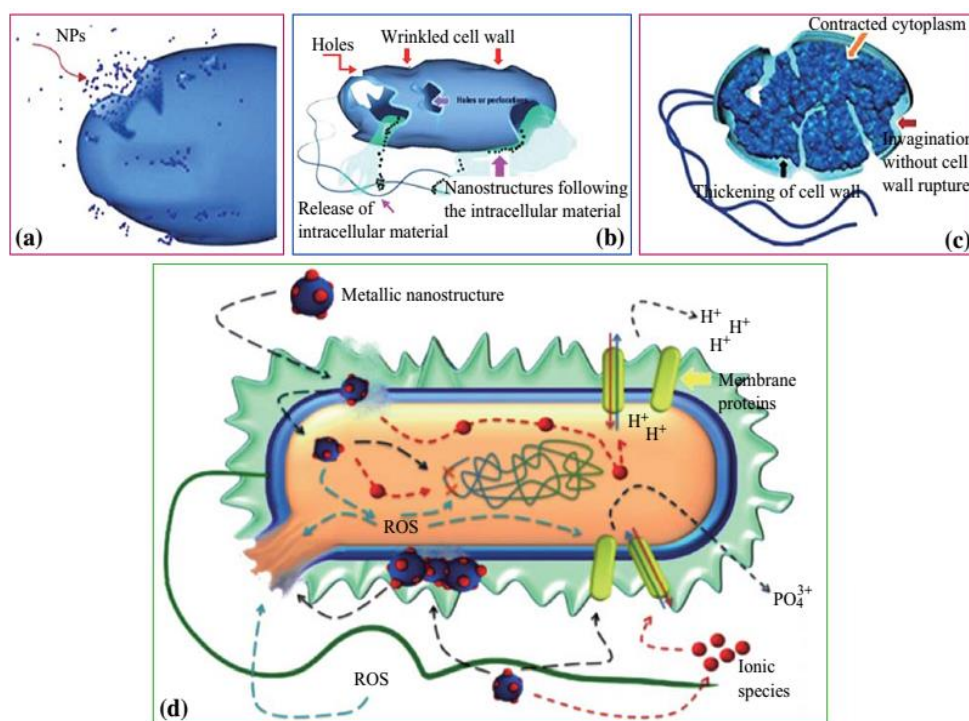 NPs
(a)
Holes
Wrinkled cell wall
Holes or perforations
Release of
intracellular material
Nanostructures following
the intracellular material
(b)
Contracted cytoplasm
Invagination
without cell
wall rupture
Thickening of cell wall
(c)
Metallic nanostructure
H+
H+
H+
Membrane
proteins
H+
H+
ROS
PO₄³⁺
Ionic
species
ROS
(d)